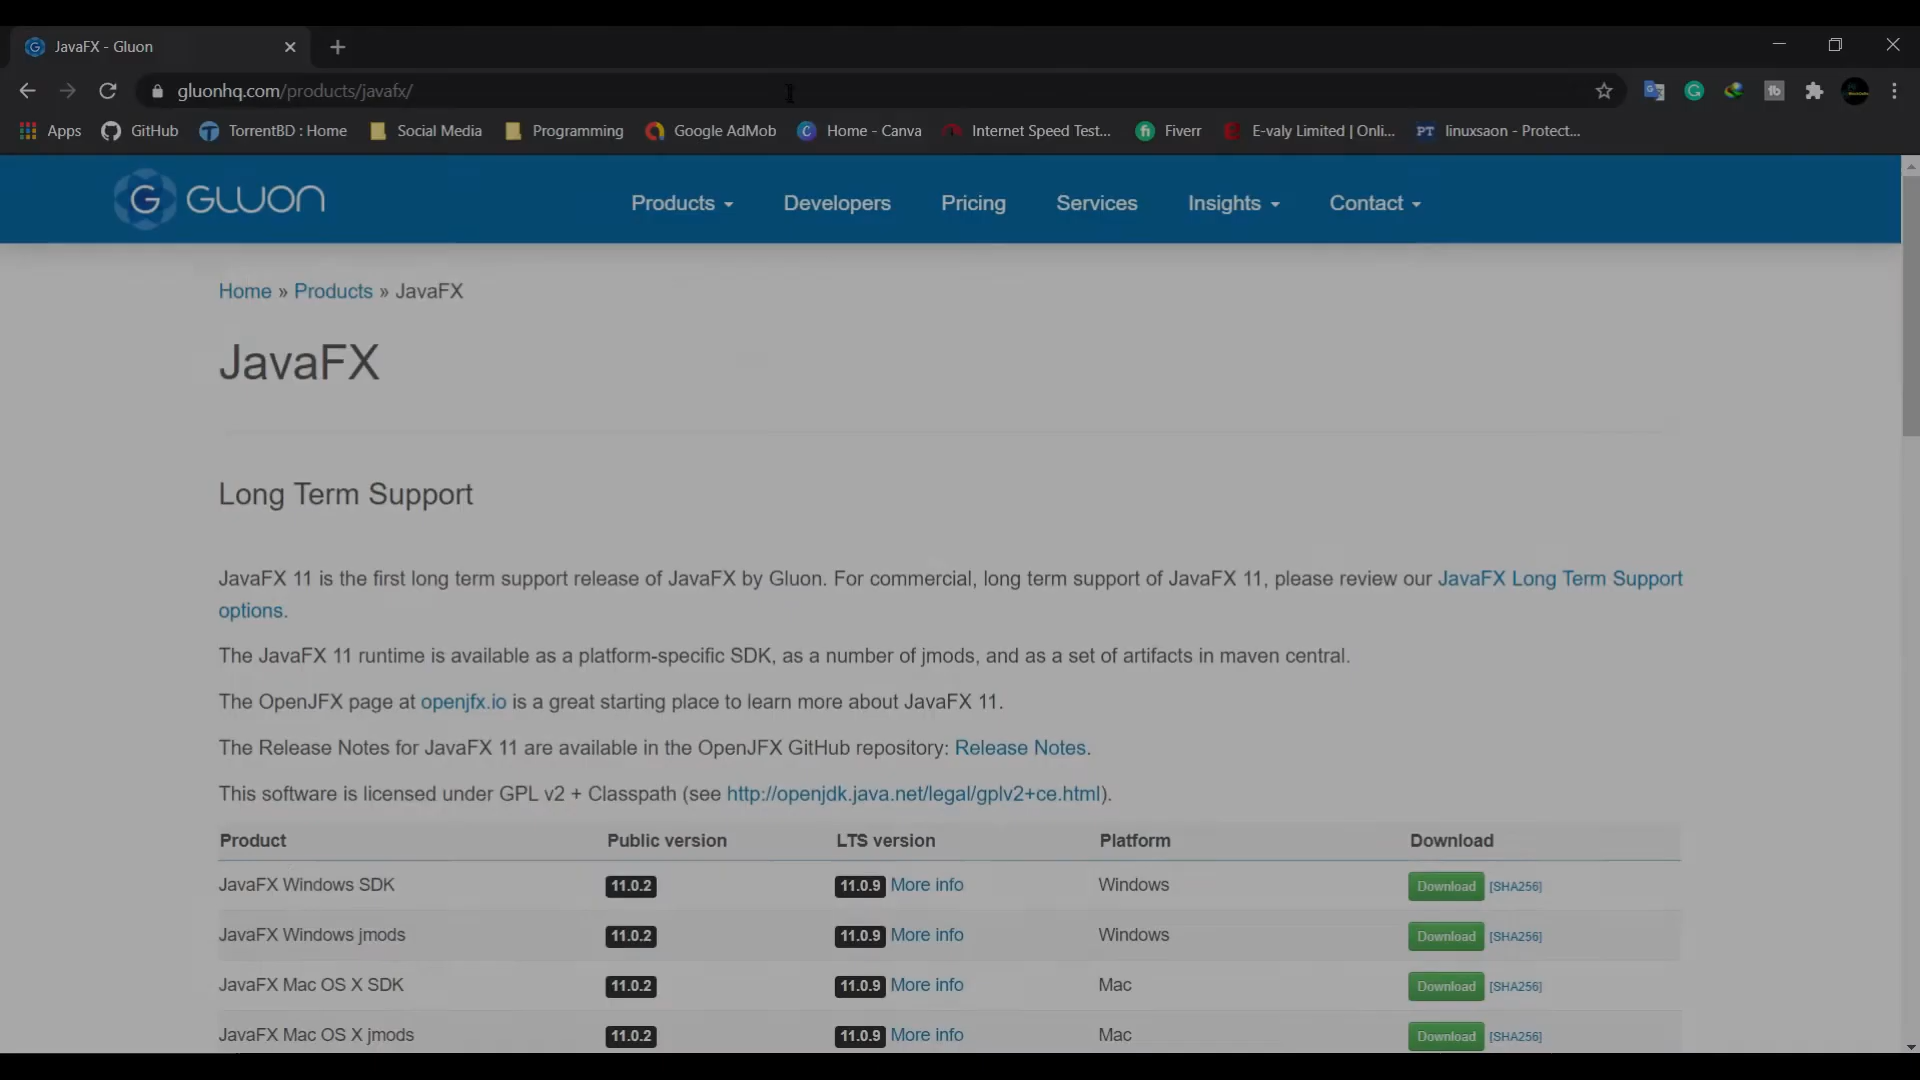 JavaFX - Gluon
gluonhq.com/products/javafx/
Apps GitHub TorrentBD : Home Social Media Programming Google AdMob Home - Canva Internet Speed Test... Fiverr E-valy Limited | Onli... PT linuxsaon - Protect...
G GLUON Products Developers Pricing Services Insights Contact
Home » Products » JavaFX
JavaFX
Long Term Support
JavaFX 11 is the first long term support release of JavaFX by Gluon. For commercial, long term support of JavaFX 11, please review our JavaFX Long Term Support
options.
The JavaFX 11 runtime is available as a platform-specific SDK, as a number of jmods, and as a set of artifacts in maven central.
The OpenJFX page at openjfx.io is a great starting place to learn more about JavaFX 11.
The Release Notes for JavaFX 11 are available in the OpenJFX GitHub repository: Release Notes.
This software is licensed under GPL v2 + Classpath (see http://openjdk.java.net/legal/gplv2+ce.html).
Product Public version LTS version Platform Download
JavaFX Windows SDK 11.0.2 11.0.9 More info Windows Download [SHA256]
JavaFX Windows jmods 11.0.2 11.0.9 More info Windows Download [SHA256]
JavaFX Mac OS X SDK 11.0.2 11.0.9 More info Mac Download [SHA256]
JavaFX Mac OS X jmods 11.0.2 11.0.9 More info Mac Download [SHA256]